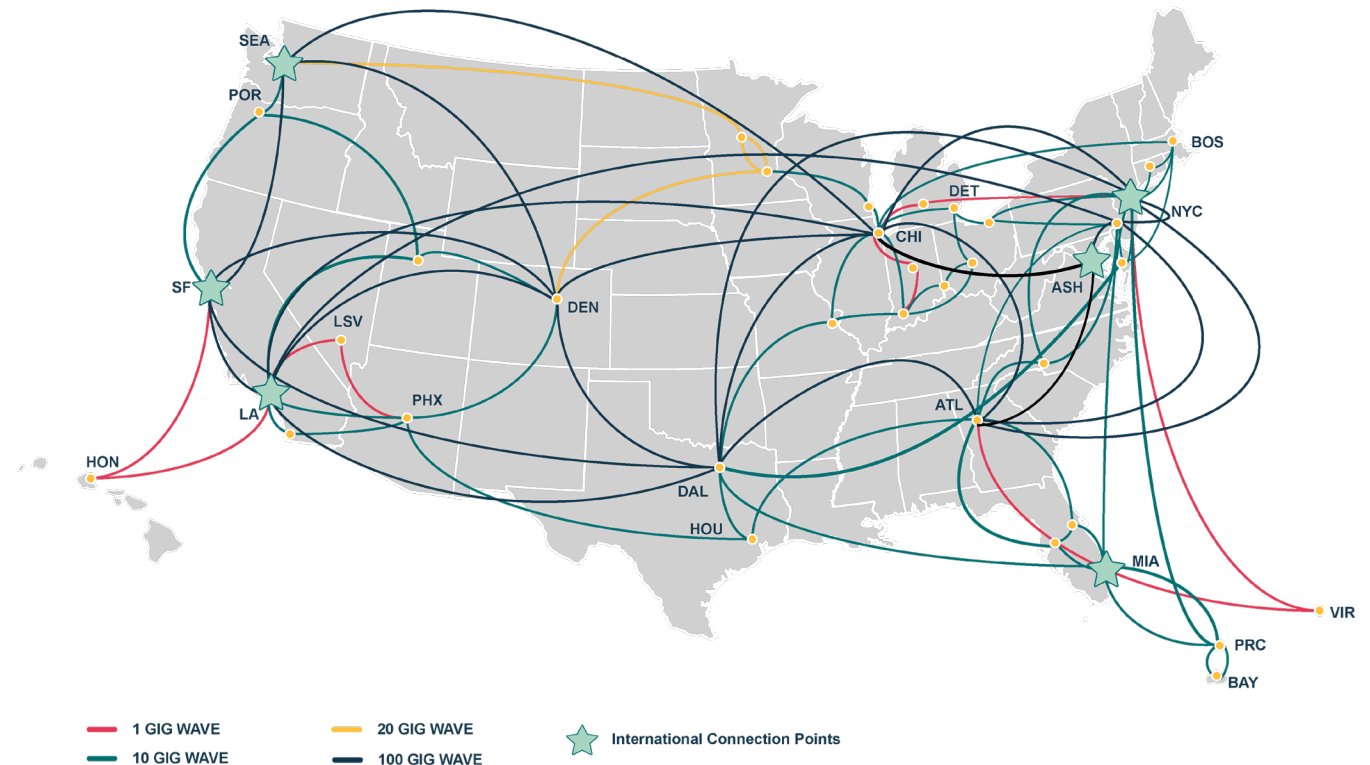 SEA
POR
BOS
DET
NYC
CHI
SF
ASH
DEN
LSV
PHX
LA
ATL
HON
DAL
HOU
MIA
VIR
PRC
BAY
1 GIG WAVE
20 GIG WAVE
International Connection Points
10 GIG WAVE
100 GIG WAVE